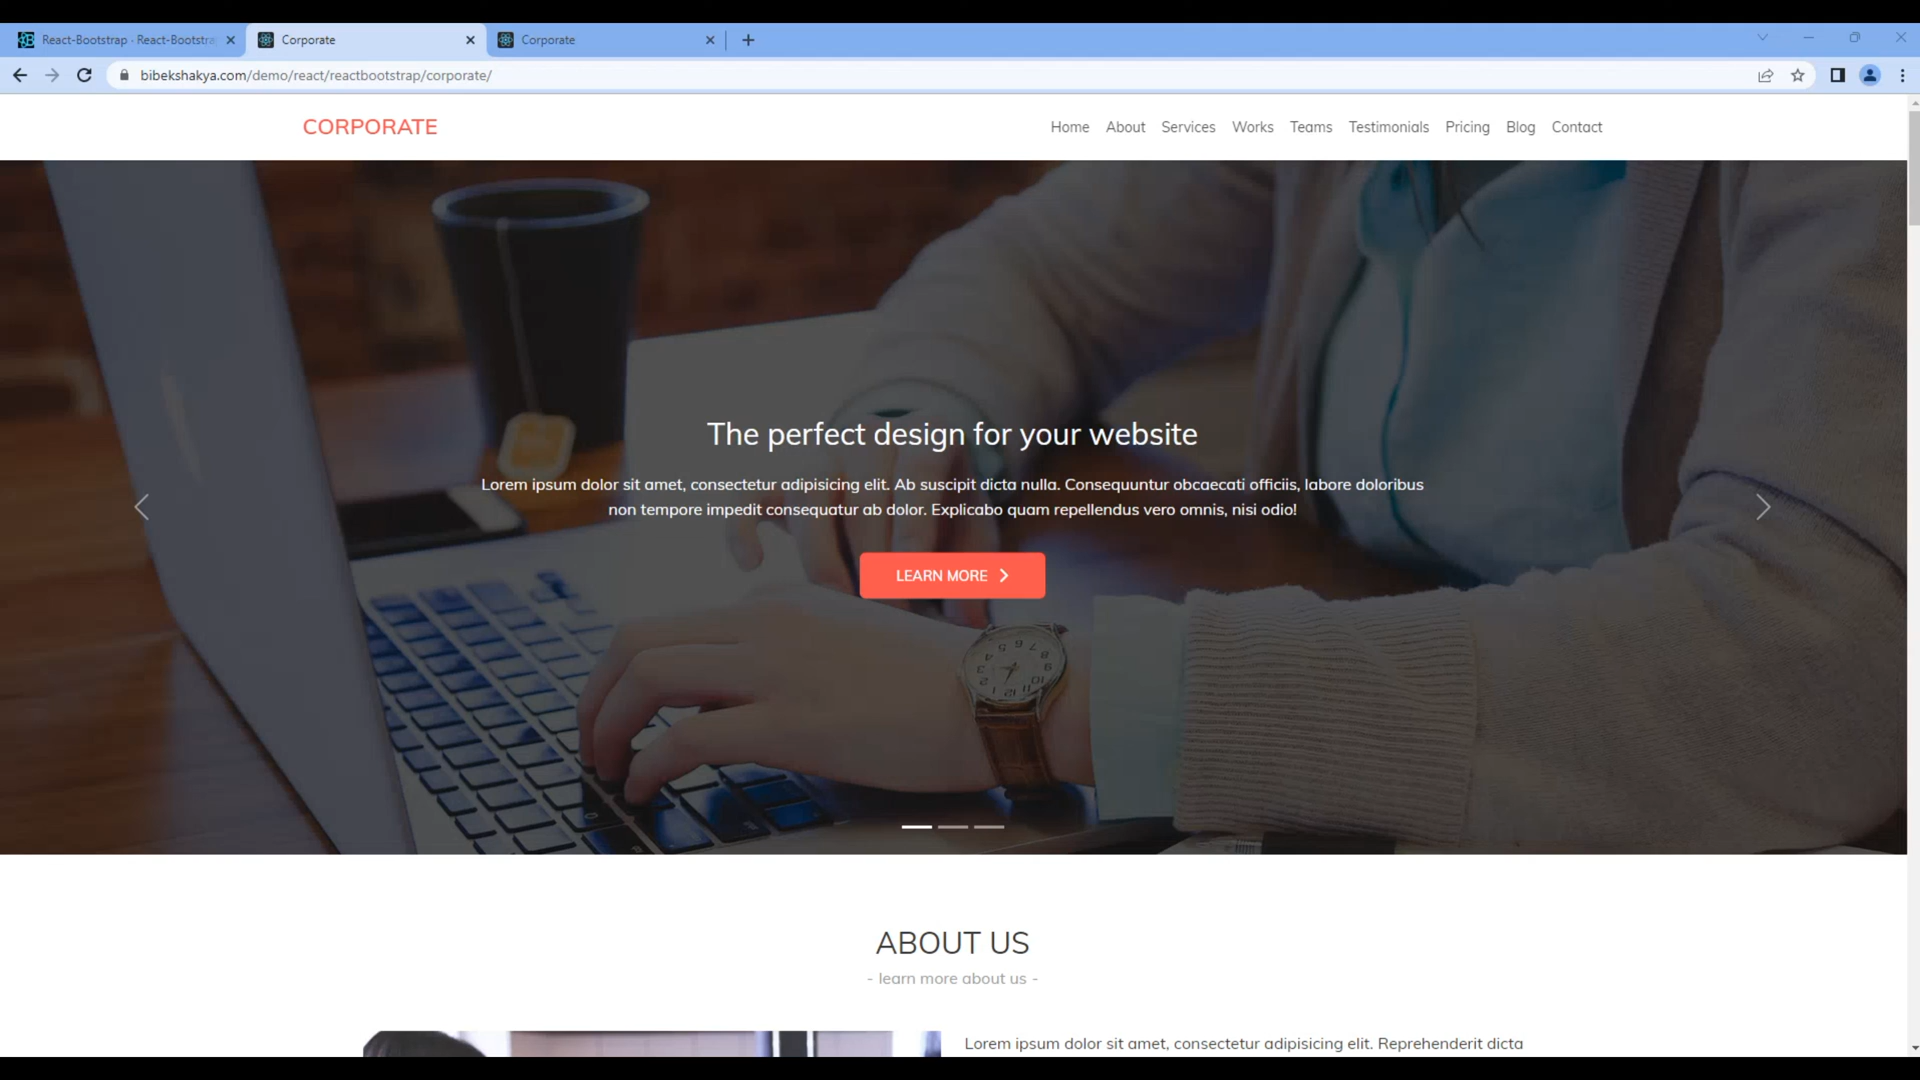 React-Bootstrap · React-Bootstra
Corporate
Corporate
bibekshakya.com/demo/react/reactbootstrap/corporate/
CORPORATE
Home About Services Works Teams Testimonials Pricing Blog Contact
The perfect design for your website
Lorem ipsum dolor sit amet, consectetur adipisicing elit. Ab suscipit dicta nulla. Consequuntur obcaecati officiis, labore doloribus
non tempore impedit consequatur ab dolor. Explicabo quam repellendus vero omnis, nisi odio!
LEARN MORE
ABOUT US
- learn more about us -
Lorem ipsum dolor sit amet, consectetur adipisicing elit. Reprehenderit dicta